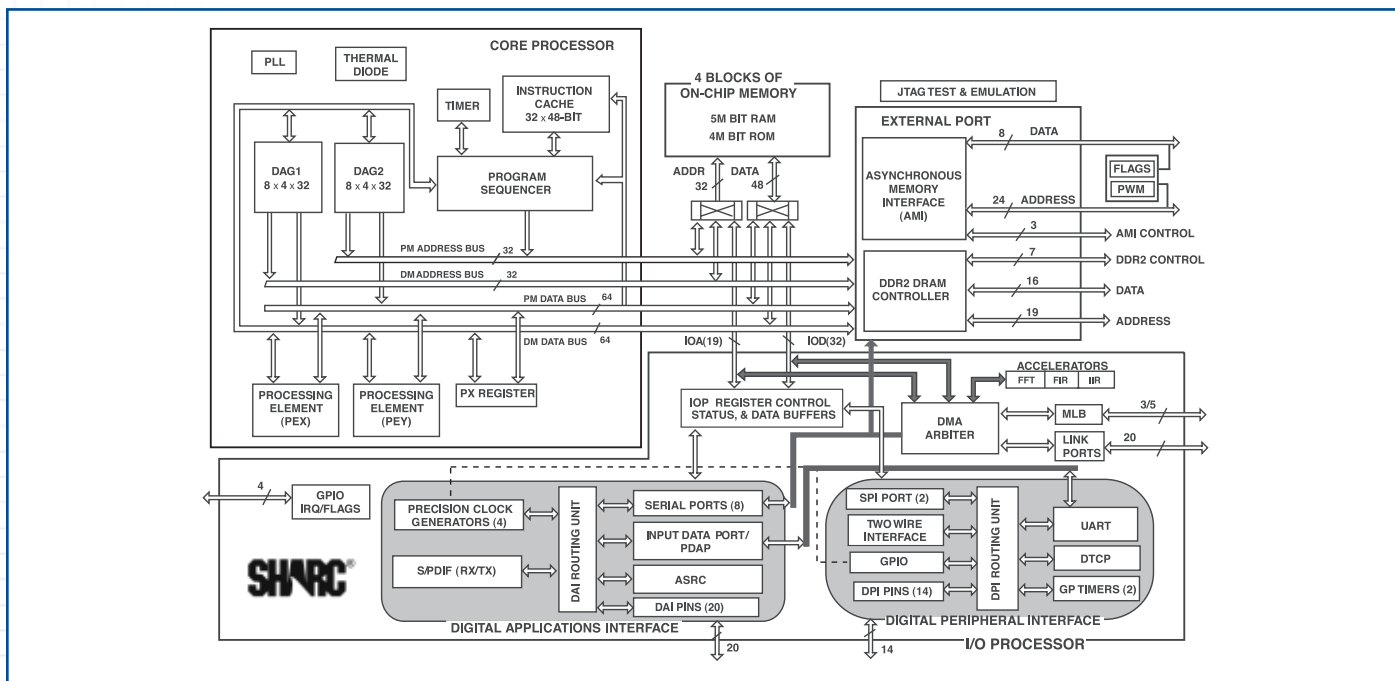 CORE PROCESSOR
PLL
THERMAL
DIODE
TIMER
INSTRUCTION
CACHE
32 x 48-BIT
DAG1
8 x 4 x 32
DAG2
8 x 4 x 32
PROGRAM
SEQUENCER
PM ADDRESS BUS
32
DM ADDRESS BUS
32
PM DATA BUS
64
DM DATA BUS
64
PROCESSING
ELEMENT
(PEX)
PROCESSING
ELEMENT
(PEY)
PX REGISTER
4 BLOCKS OF
ON-CHIP MEMORY
5M BIT RAM
4M BIT ROM
ADDR
32
DATA
48
JTAG TEST & EMULATION
EXTERNAL PORT
ASYNCHRONOUS
MEMORY
INTERFACE
(AMI)
DDR2 DRAM
CONTROLLER
8
DATA
FLAGS
PWM
24
ADDRESS
3
AMI CONTROL
7
DDR2 CONTROL
16
DATA
19
ADDRESS
IOA(19)
IOD(32)
IOP REGISTER CONTROL
STATUS, & DATA BUFFERS
DMA
ARBITER
ACCELERATORS
FFT
FIR
IIR
MLB
3/5
LINK
PORTS
20
4
GPIO
IRQ/FLAGS
SHARC®
PRECISION CLOCK
GENERATORS (4)
S/PDIF (RX/TX)
DAI ROUTING UNIT
SERIAL PORTS (8)
INPUT DATA PORT/
PDAP
ASRC
DAI PINS (20)
DIGITAL APPLICATIONS INTERFACE
20
SPI PORT (2)
TWO WIRE
INTERFACE
GPIO
DPI PINS (14)
DPI ROUTING UNIT
UART
DTCP
GP TIMERS (2)
DIGITAL PERIPHERAL INTERFACE
14
I/O PROCESSOR